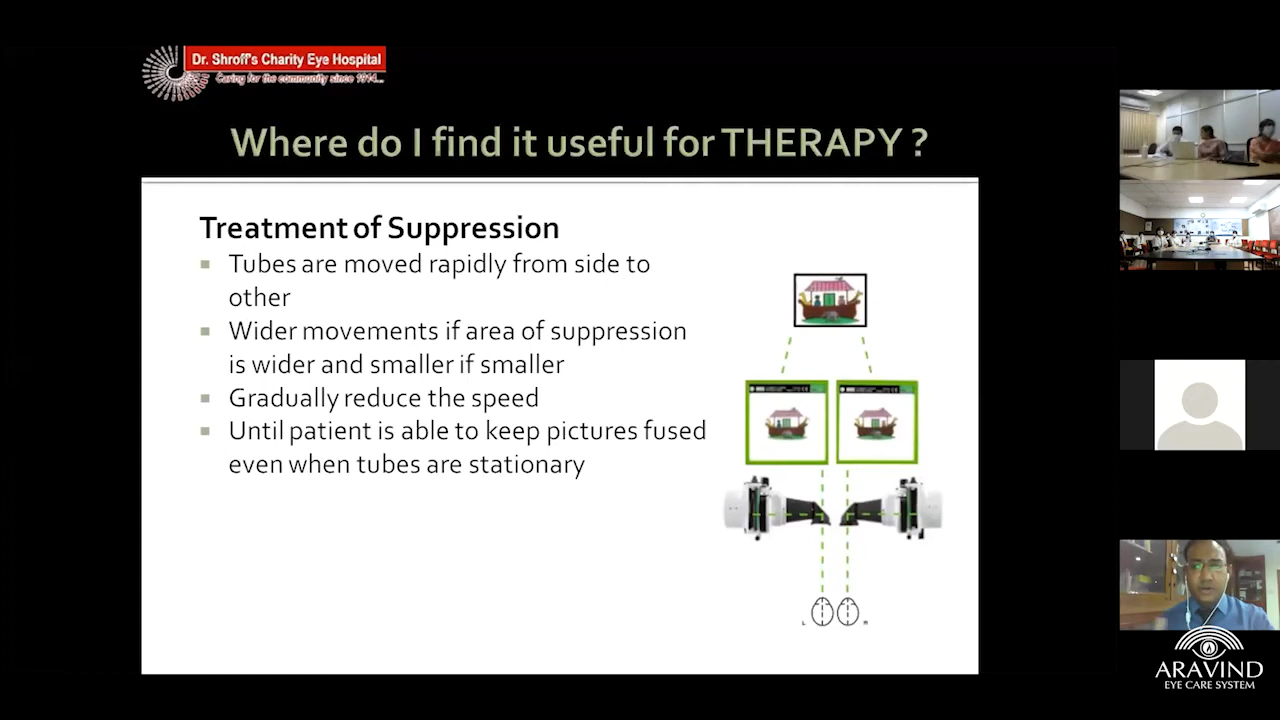 Dr. Shroff's Charity Eye Hospital
Caring for the community since 1914...
Where do I find it useful for THERAPY ?
Treatment of Suppression
Tubes are moved rapidly from side to
other
Wider movements if area of suppression
is wider and smaller if smaller
Gradually reduce the speed
Until patient is able to keep pictures fused
even when tubes are stationary
L
R
ARAVIND
EYE CARE SYSTEM